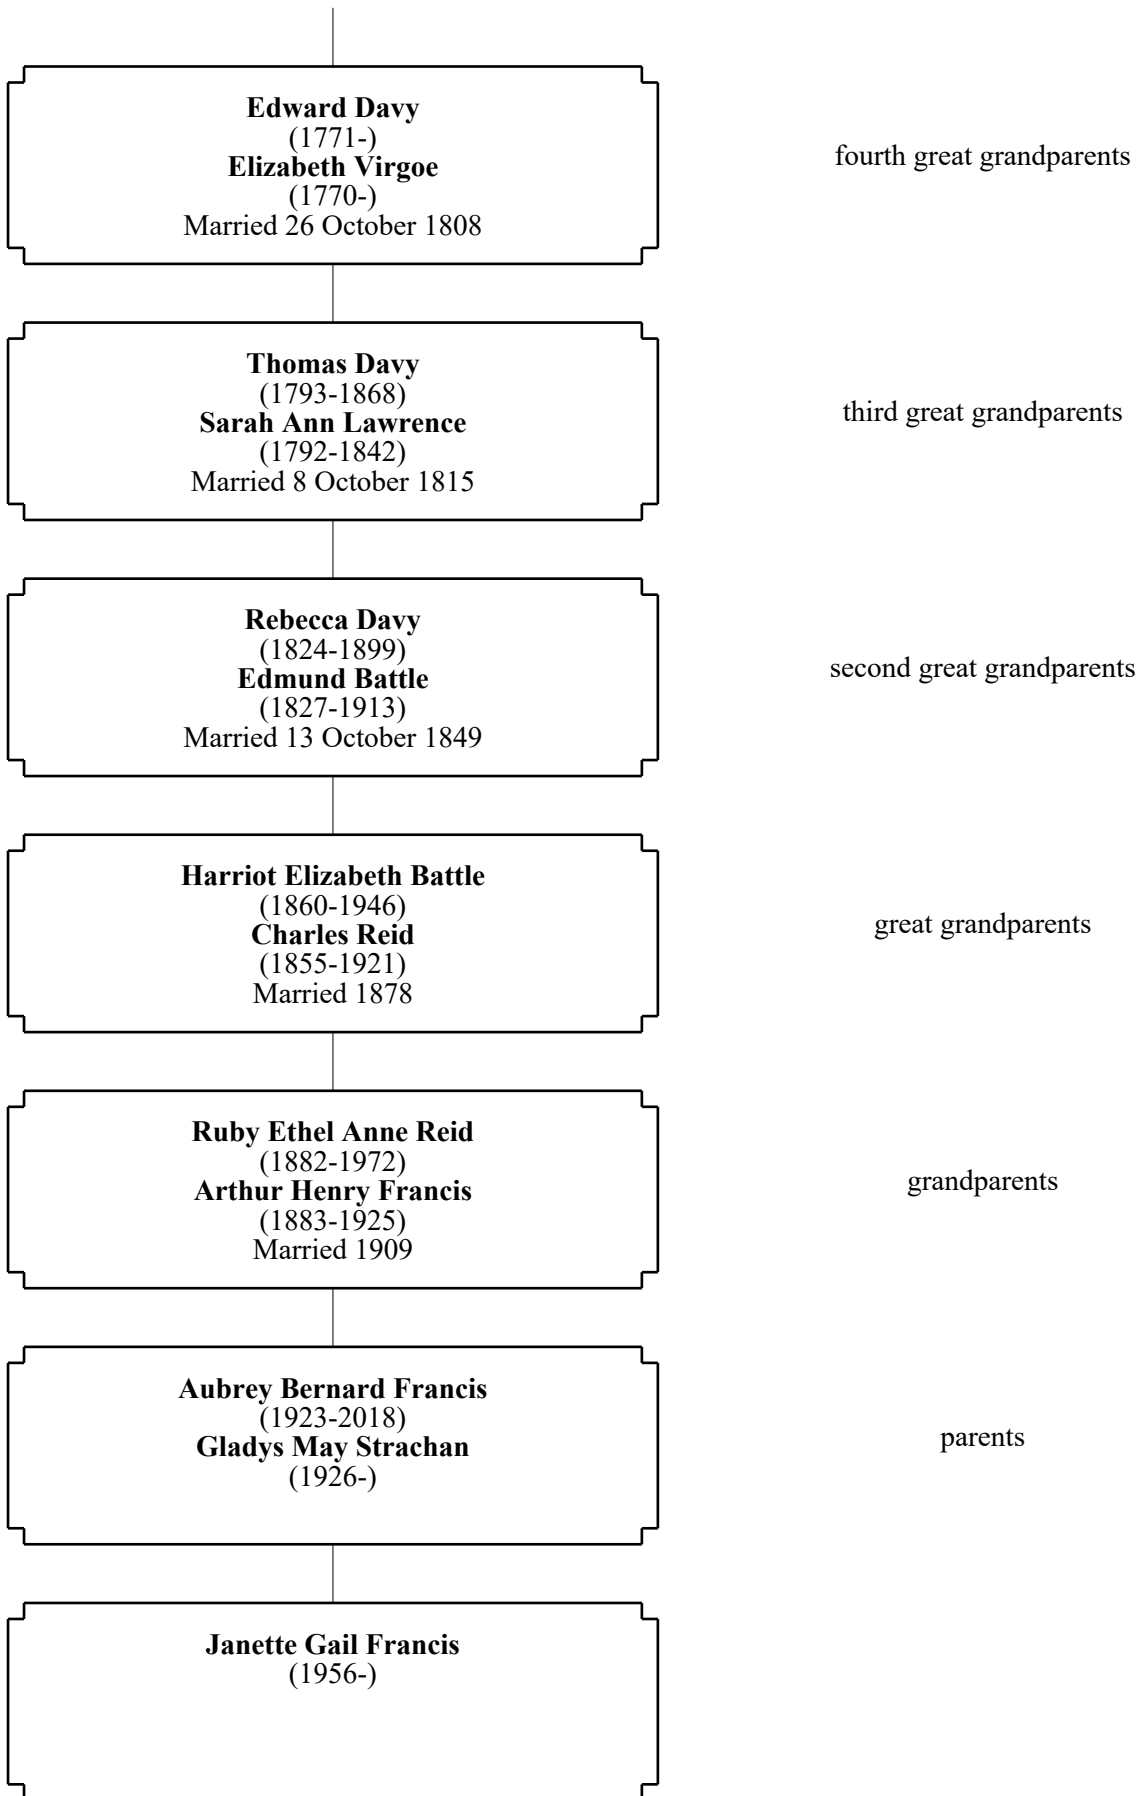 Edward Davy
(1771-)
Elizabeth Virgoe
(1770-)
Married 26 October 1808
fourth great grandparents
Thomas Davy
(1793-1868)
Sarah Ann Lawrence
(1792-1842)
Married 8 October 1815
third great grandparents
Rebecca Davy
(1824-1899)
Edmund Battle
(1827-1913)
Married 13 October 1849
second great grandparents
Harriot Elizabeth Battle
(1860-1946)
Charles Reid
(1855-1921)
Married 1878
great grandparents
Ruby Ethel Anne Reid
(1882-1972)
Arthur Henry Francis
(1883-1925)
Married 1909
grandparents
Aubrey Bernard Francis
(1923-2018)
Gladys May Strachan
(1926-)
parents
Janette Gail Francis
(1956-)